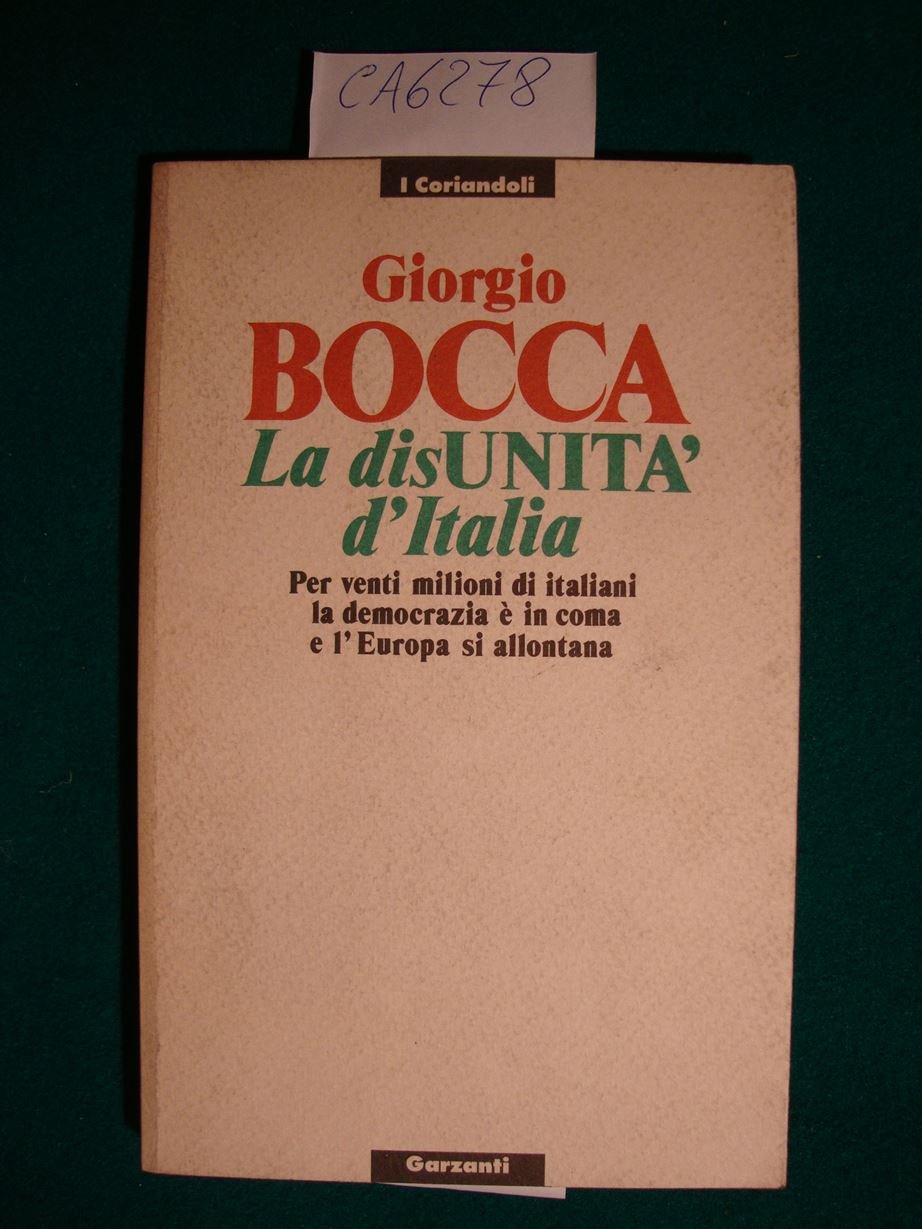 CA6278
I Coriandoli
Giorgio
BOCCA
La disUNITA'
d'Italia
Per venti milioni di italiani
la democrazia è in coma
e l'Europa si allontana
Garzanti